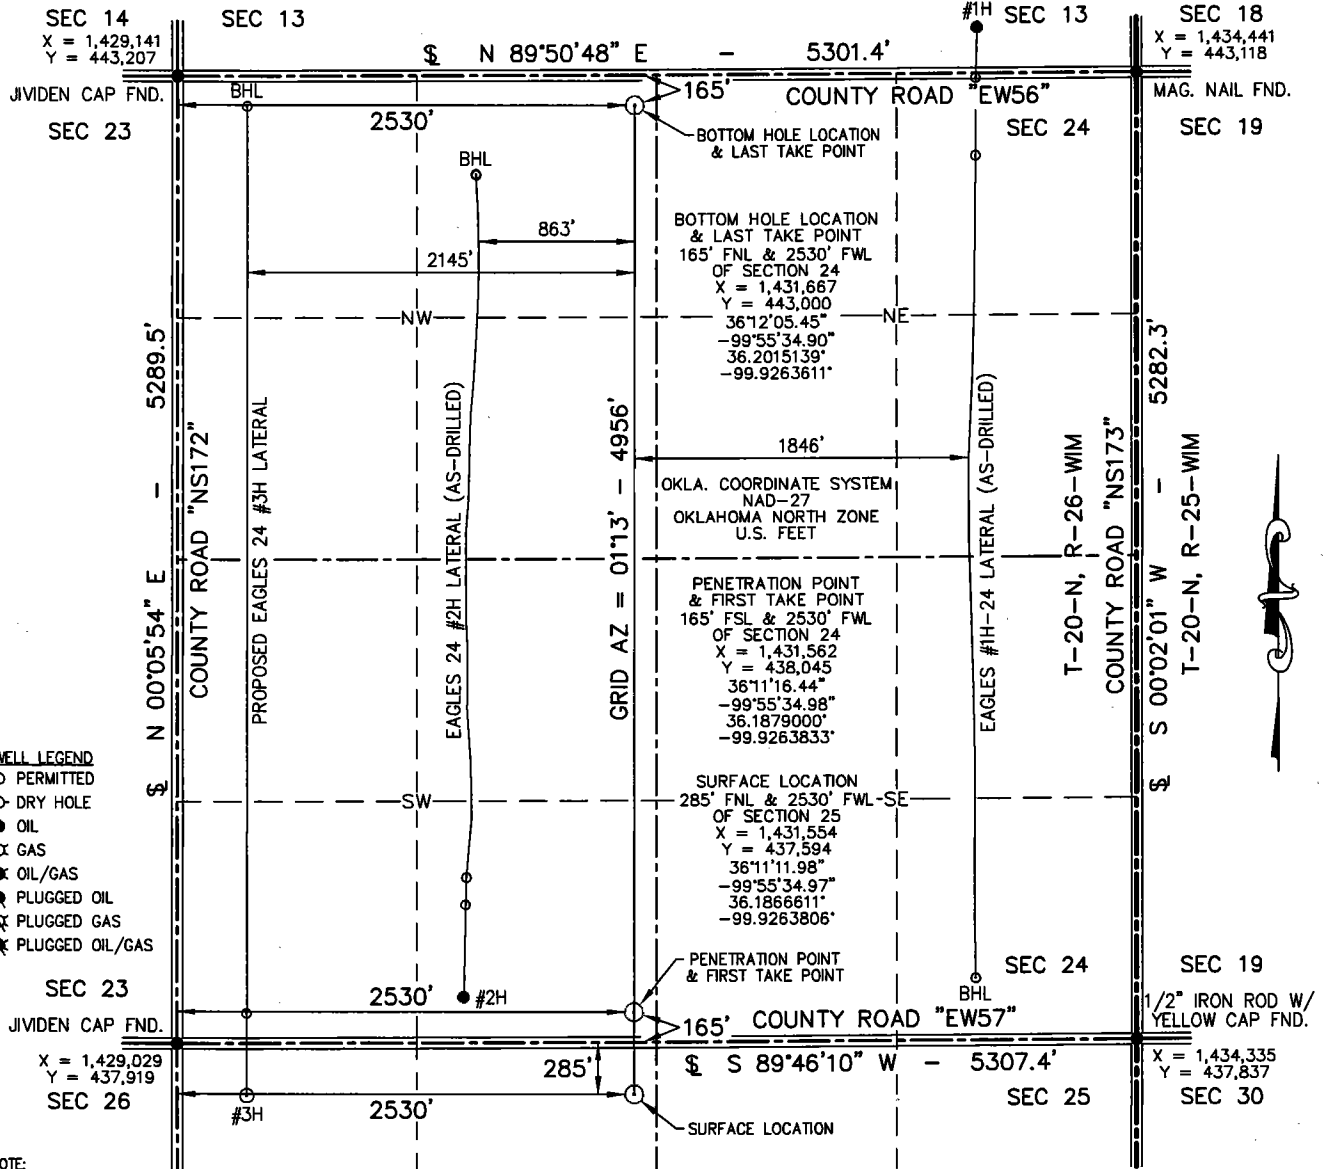 SEC 14
SEC 13
#1H
SEC 13
SEC 18
X = 1,429,141
Y = 443,207
N 89°50'48" E - 5301.4'
X = 1,434,441
Y = 443,118
JIVIDEN CAP FND.
BHL
165'
COUNTY ROAD "EW56"
MAG. NAIL FND.
SEC 23
2530'
SEC 24
SEC 19
BOTTOM HOLE LOCATION
& LAST TAKE POINT
BHL
863'
2145'
BOTTOM HOLE LOCATION
& LAST TAKE POINT
165' FNL & 2530' FWL
OF SECTION 24
X = 1,431,667
Y = 443,000
36°12'05.45"
-99°55'34.90"
36.2015139°
-99.9263611°
NW
NE
N 00°05'54" E - 5289.5'
COUNTY ROAD "NS172"
PROPOSED EAGLES 24 #3H LATERAL
EAGLES 24 #2H LATERAL (AS-DRILLED)
GRID AZ = 01°13' - 4956'
1846'
OKLA. COORDINATE SYSTEM
NAD-27
OKLAHOMA NORTH ZONE
U.S. FEET
EAGLES #1H-24 LATERAL (AS-DRILLED)
T-20-N, R-26-WIM
COUNTY ROAD "NS173"
S 00°02'01" W - 5282.3'
T-20-N, R-25-WIM
PENETRATION POINT
& FIRST TAKE POINT
165' FSL & 2530' FWL
OF SECTION 24
X = 1,431,562
Y = 438,045
36°11'16.44"
-99°55'34.98"
36.1879000°
-99.9263833°
SURFACE LOCATION
285' FNL & 2530' FWL
OF SECTION 25
X = 1,431,554
Y = 437,594
36°11'11.98"
-99°55'34.97"
36.1866611°
-99.9263806°
SW
SE
WELL LEGEND
PERMITTED
DRY HOLE
OIL
GAS
OIL/GAS
PLUGGED OIL
PLUGGED GAS
PLUGGED OIL/GAS
PENETRATION POINT
& FIRST TAKE POINT
SEC 24
SEC 19
SEC 23
2530'
#2H
BHL
JIVIDEN CAP FND.
165'
COUNTY ROAD "EW57"
1/2" IRON ROD W/
YELLOW CAP FND.
X = 1,429,029
Y = 437,919
285'
S 89°46'10" W - 5307.4'
X = 1,434,335
Y = 437,837
SEC 26
#3H
2530'
SEC 25
SEC 30
SURFACE LOCATION
NOTE: